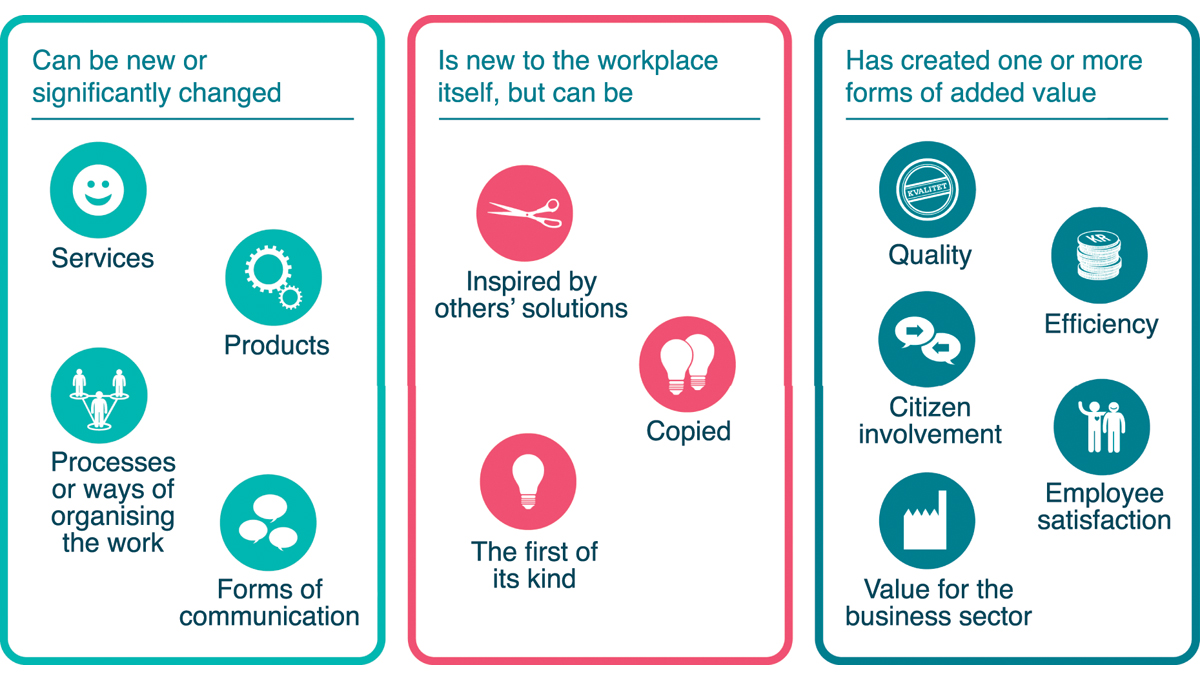 Can be new or
significantly changed
Services
Products
Processes
or ways of
organising
the work
Forms of
communication
Is new to the workplace
itself, but can be
Inspired by
others’ solutions
Copied
The first of
its kind
Has created one or more
forms of added value
KVALITET
Quality
KR
Efficiency
Citizen
involvement
Employee
satisfaction
Value for the
business sector